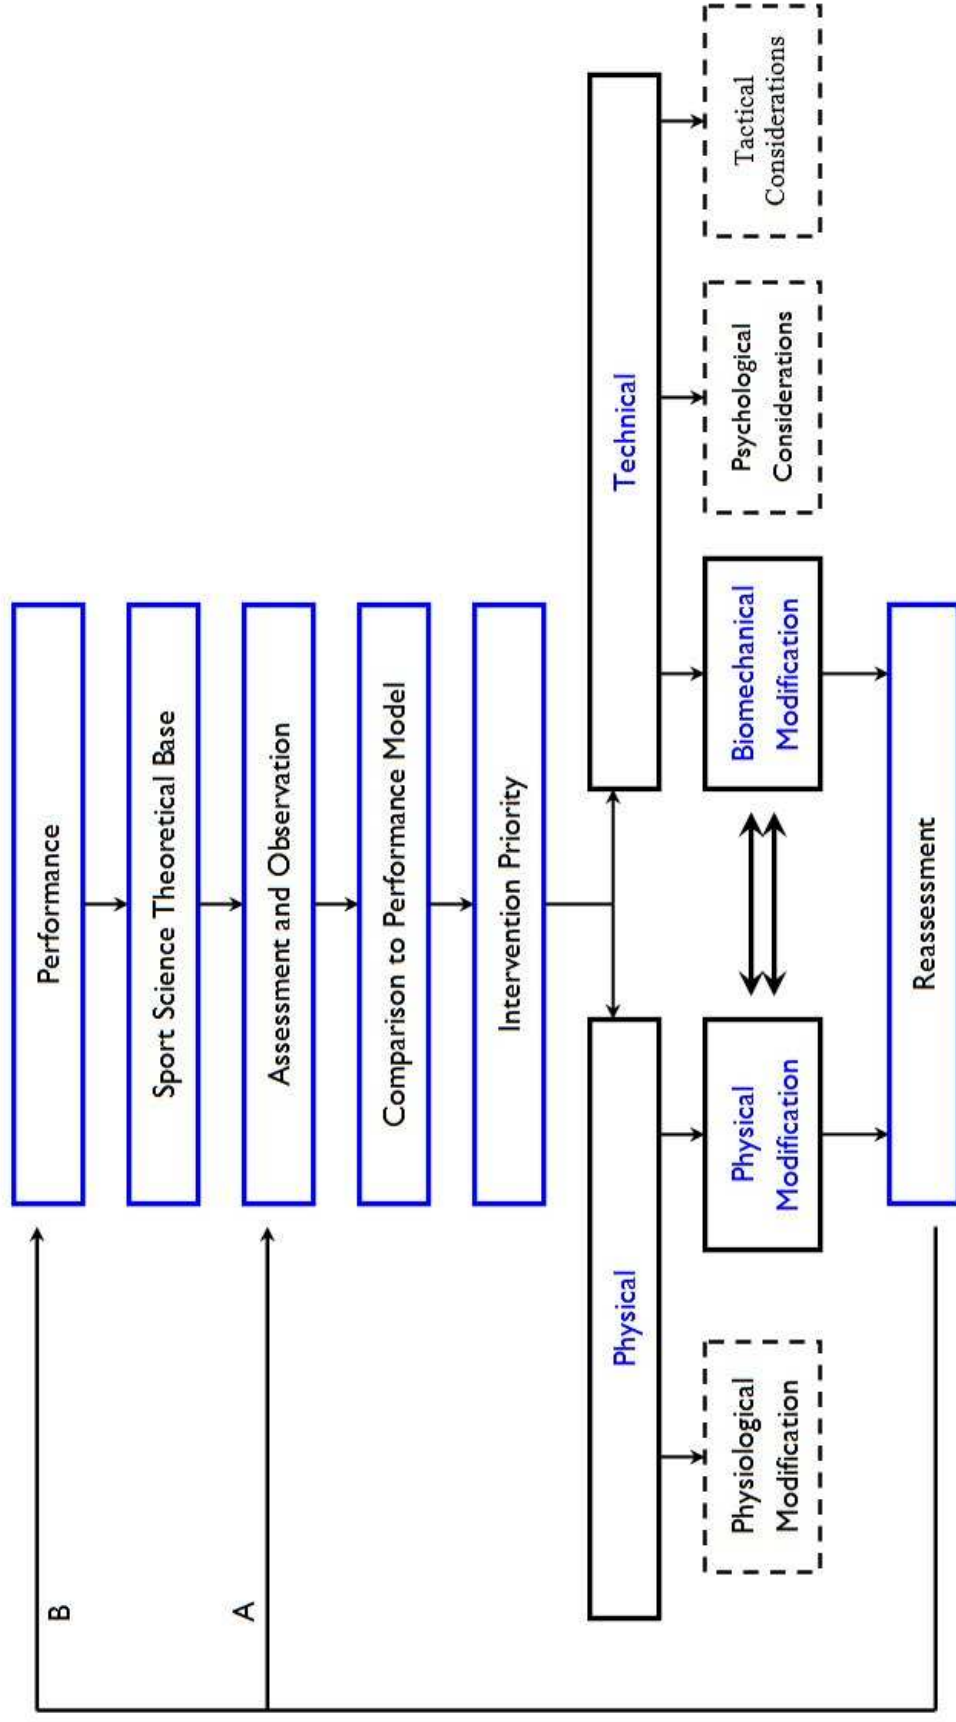 Performance
Sport Science Theoretical Base
B
Assessment and Observation
A
Comparison to Performance Model
Intervention Priority
Physical
Technical
Physiological
Modification
Physical
Modification
Biomechanical
Modification
Psychological
Considerations
Tactical
Considerations
Reassessment